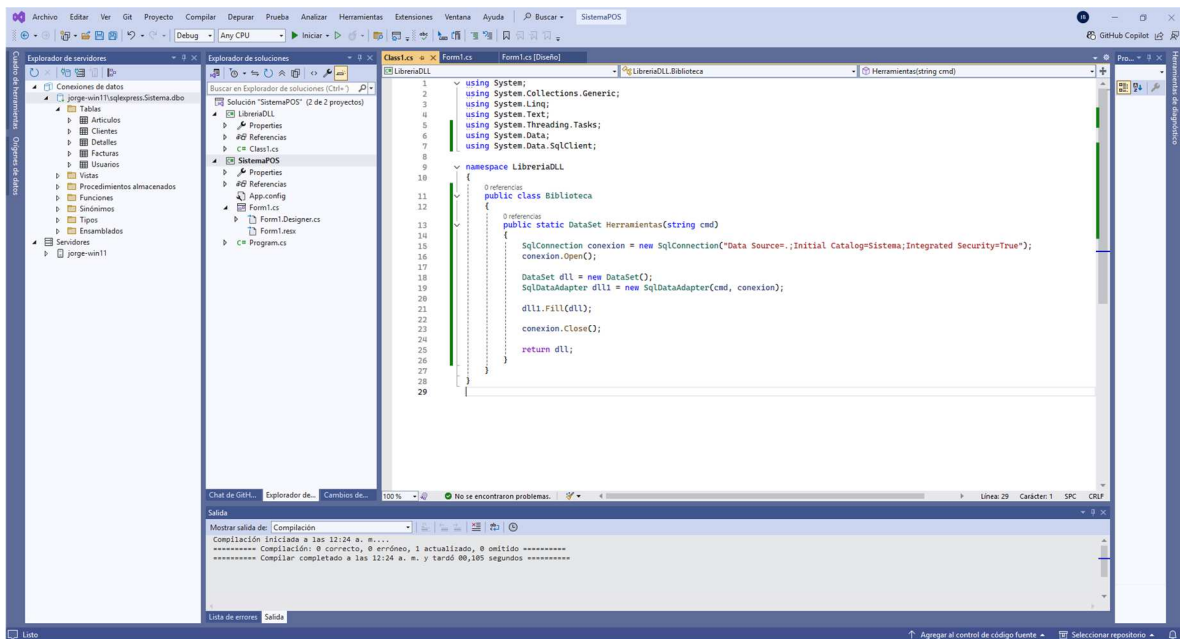 Archivo Editar Ver Git Proyecto Compilar Depurar Prueba Analizar Herramientas Extensiones Ventana Ayuda Buscar SistemaPOS IS
Debug Any CPU Iniciar GitHub Copilot
Cuadro de herramientas
Orígenes de datos
Explorador de servidores
Conexiones de datos
jorge-win11\sqlexpress.Sistema.dbo
Tablas
Articulos
Clientes
Detalles
Facturas
Usuarios
Vistas
Procedimientos almacenados
Funciones
Sinónimos
Tipos
Ensamblados
Servidores
jorge-win11
Explorador de soluciones
Buscar en Explorador de soluciones (Ctrl+´)
Solución "SistemaPOS" (2 de 2 proyectos)
LibreriaDLL
Properties
Referencias
C# Class1.cs
SistemaPOS
Properties
Referencias
App.config
Form1.cs
Form1.Designer.cs
Form1.resx
C# Program.cs
Chat de GitH... Explorador de... Cambios de...
Class1.cs Form1.cs Form1.cs [Diseño]
LibreriaDLL LibreriaDLL.Biblioteca Herramientas(string cmd)
1 using System;
2 using System.Collections.Generic;
3 using System.Linq;
4 using System.Text;
5 using System.Threading.Tasks;
6 using System.Data;
7 using System.Data.SqlClient;
8
9 namespace LibreriaDLL
10 {
0 referencias
11 public class Biblioteca
12 {
0 referencias
13 public static DataSet Herramientas(string cmd)
14 {
15 SqlConnection conexion = new SqlConnection("Data Source=.;Initial Catalog=Sistema;Integrated Security=True");
16 conexion.Open();
17
18 DataSet dll = new DataSet();
19 SqlDataAdapter dll1 = new SqlDataAdapter(cmd, conexion);
20
21 dll1.Fill(dll);
22
23 conexion.Close();
24
25 return dll;
26 }
27 }
28 }
29
100 % No se encontraron problemas. Línea: 29 Carácter: 1 SPC CRLF
Pro...
Herramientas de diagnóstico
Salida
Mostrar salida de: Compilación
Compilación iniciada a las 12:24 a. m....
========== Compilación: 0 correcto, 0 erróneo, 1 actualizado, 0 omitido ==========
========== Compilar completado a las 12:24 a. m. y tardó 00,105 segundos ==========
Lista de errores Salida
Listo Agregar al control de código fuente Seleccionar repositorio